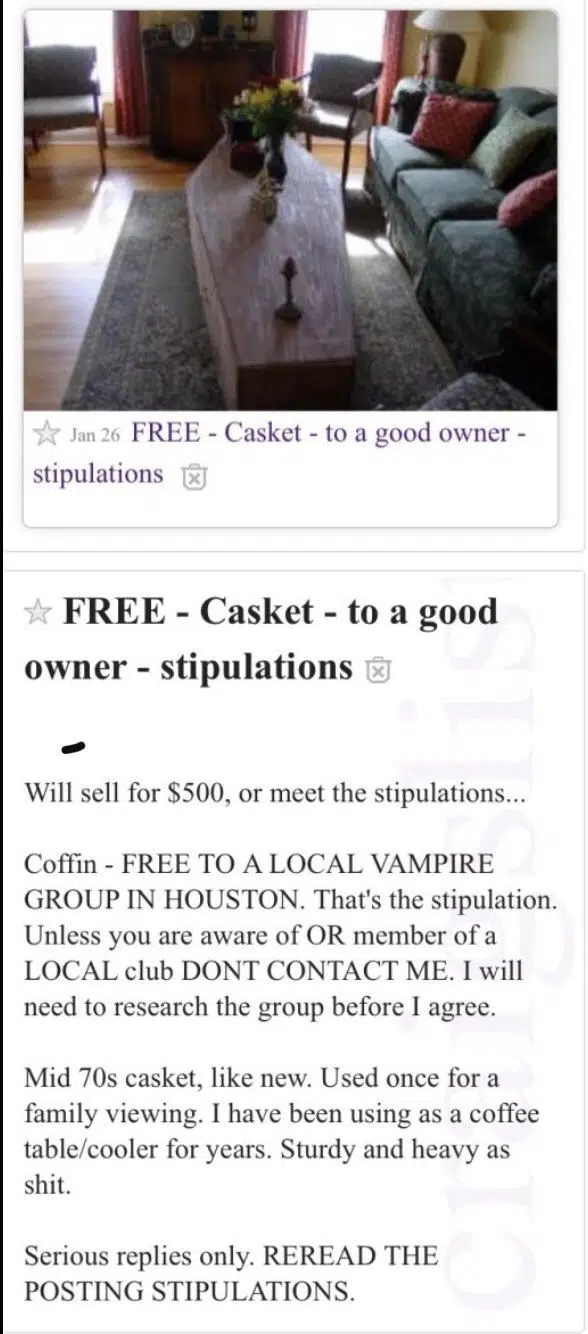 Jan 26 FREE - Casket - to a good owner -
stipulations
FREE - Casket - to a good
owner - stipulations
Will sell for $500, or meet the stipulations...
Coffin - FREE TO A LOCAL VAMPIRE
GROUP IN HOUSTON. That's the stipulation.
Unless you are aware of OR member of a
LOCAL club DONT CONTACT ME. I will
need to research the group before I agree.
Mid 70s casket, like new. Used once for a
family viewing. I have been using as a coffee
table/cooler for years. Sturdy and heavy as
shit.
Serious replies only. REREAD THE
POSTING STIPULATIONS.
craigslist